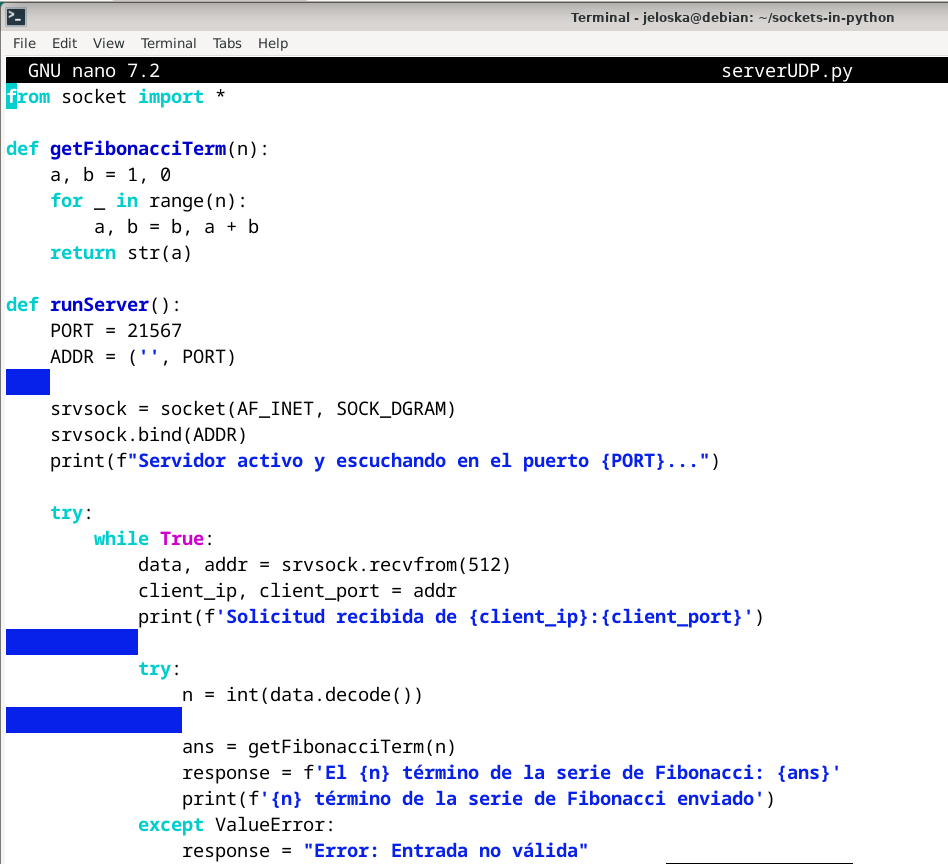 Terminal - jeloska@debian: ~/sockets-in-python
File Edit View Terminal Tabs Help
GNU nano 7.2 serverUDP.py
from socket import *
def getFibonacciTerm(n):
    a, b = 1, 0
    for _ in range(n):
        a, b = b, a + b
    return str(a)
def runServer():
    PORT = 21567
    ADDR = ('', PORT)
    srvsock = socket(AF_INET, SOCK_DGRAM)
    srvsock.bind(ADDR)
    print(f"Servidor activo y escuchando en el puerto {PORT}...")
    try:
        while True:
            data, addr = srvsock.recvfrom(512)
            client_ip, client_port = addr
            print(f'Solicitud recibida de {client_ip}:{client_port}')
            try:
                n = int(data.decode())
                ans = getFibonacciTerm(n)
                response = f'El {n} término de la serie de Fibonacci: {ans}'
                print(f'{n} término de la serie de Fibonacci enviado')
            except ValueError:
                response = "Error: Entrada no válida"